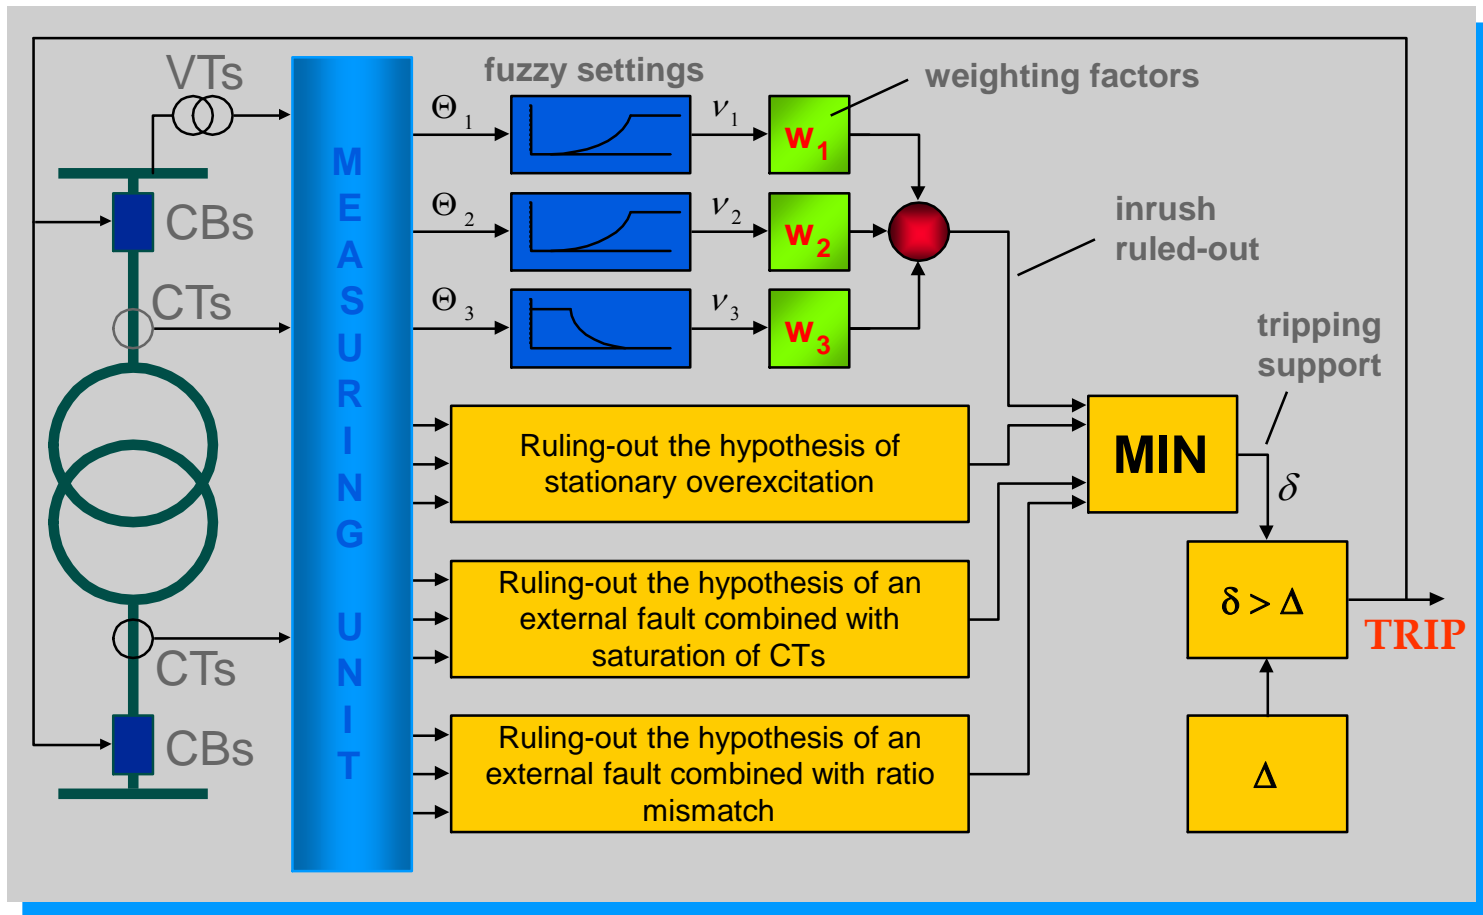 VTs
fuzzy settings
weighting factors
Θ1
ν1
w1
MEASURING UNIT
CBs
Θ2
ν2
w2
inrush
ruled-out
CTs
Θ3
ν3
w3
tripping
support
Ruling-out the hypothesis of
stationary overexcitation
MIN
δ
Ruling-out the hypothesis of an
external fault combined with
saturation of CTs
δ > Δ
TRIP
CTs
CBs
Ruling-out the hypothesis of an
external fault combined with ratio
mismatch
Δ